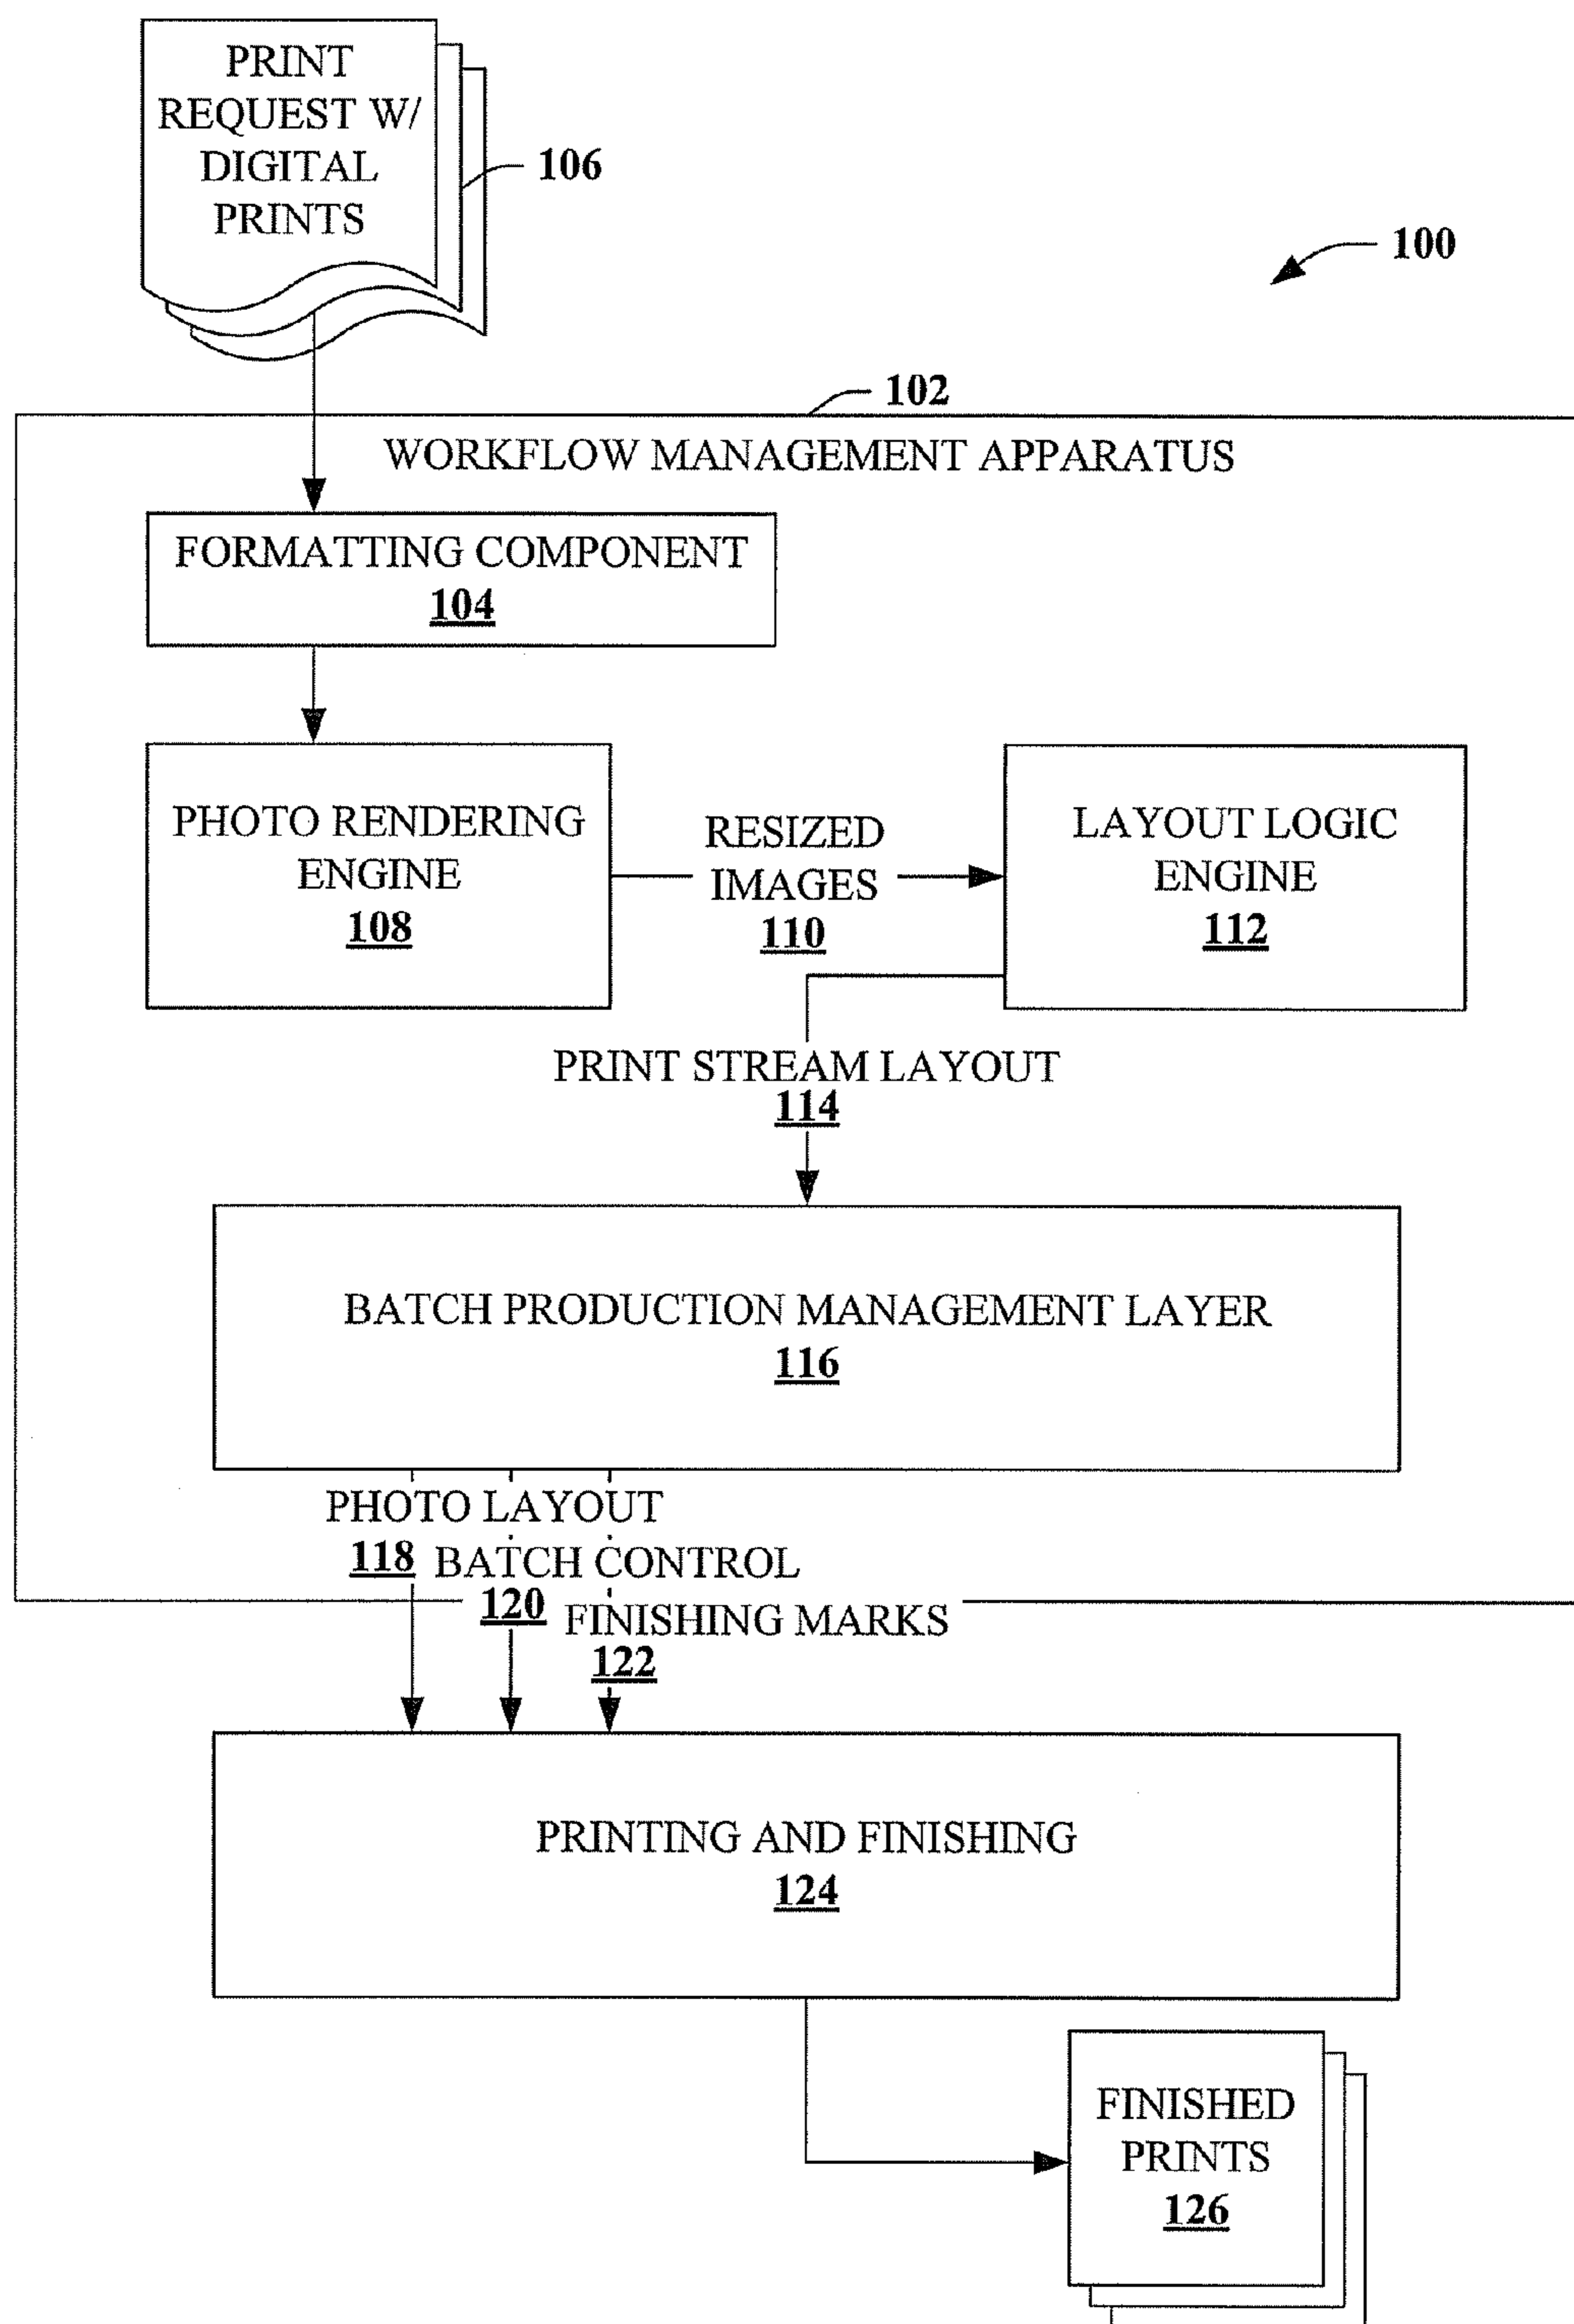 PRINT
REQUEST W/
DIGITAL
PRINTS
106
100
102
WORKFLOW MANAGEMENT APPARATUS
FORMATTING COMPONENT
104
PHOTO RENDERING
ENGINE
108
RESIZED
IMAGES
110
LAYOUT LOGIC
ENGINE
112
PRINT STREAM LAYOUT
114
BATCH PRODUCTION MANAGEMENT LAYER
116
PHOTO LAYOUT
118
BATCH CONTROL
120
FINISHING MARKS
122
PRINTING AND FINISHING
124
FINISHED
PRINTS
126